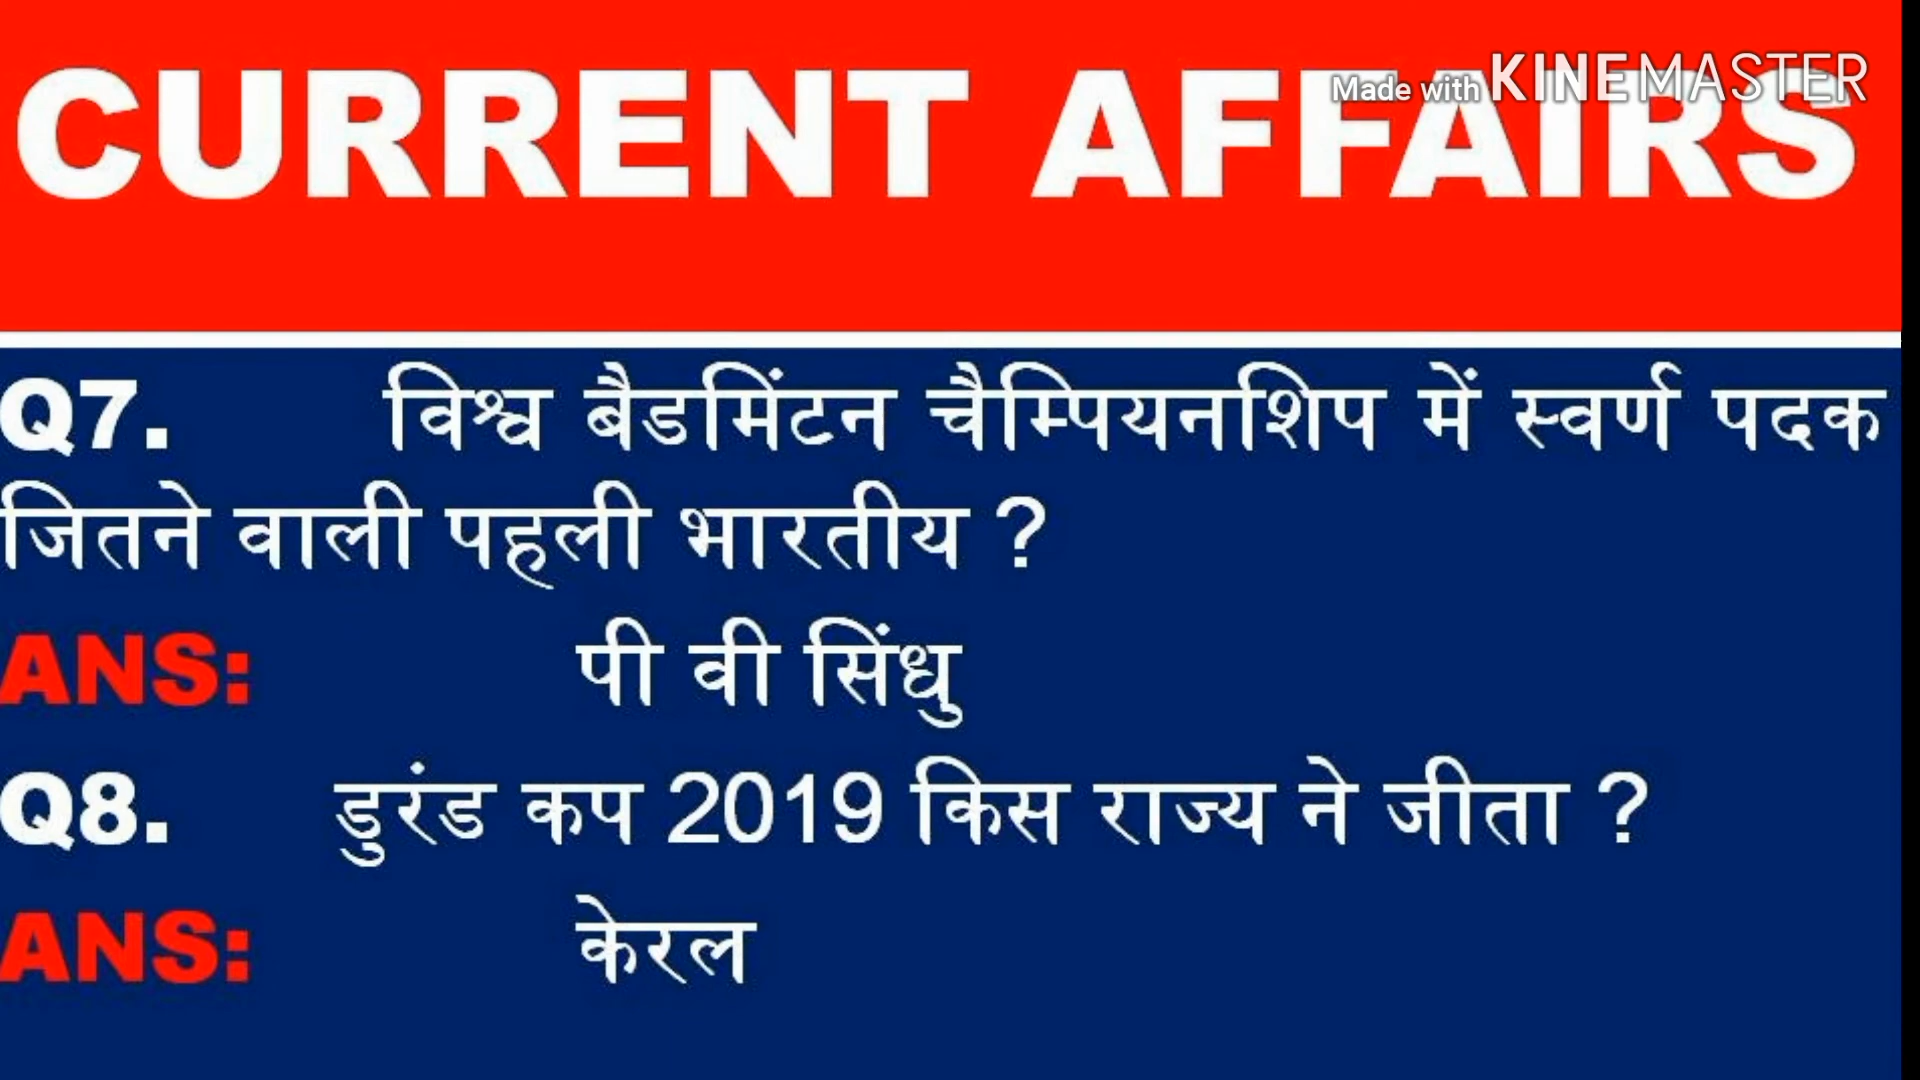 CURRENT AFFAIRS
Made with KINEMASTER
Q7. विश्व बैडमिंटन चैम्पियनशिप में स्वर्ण पदक
जितने वाली पहली भारतीय ?
ANS: पी वी सिंधु
Q8. डुरंड कप 2019 किस राज्य ने जीता ?
ANS: केरल